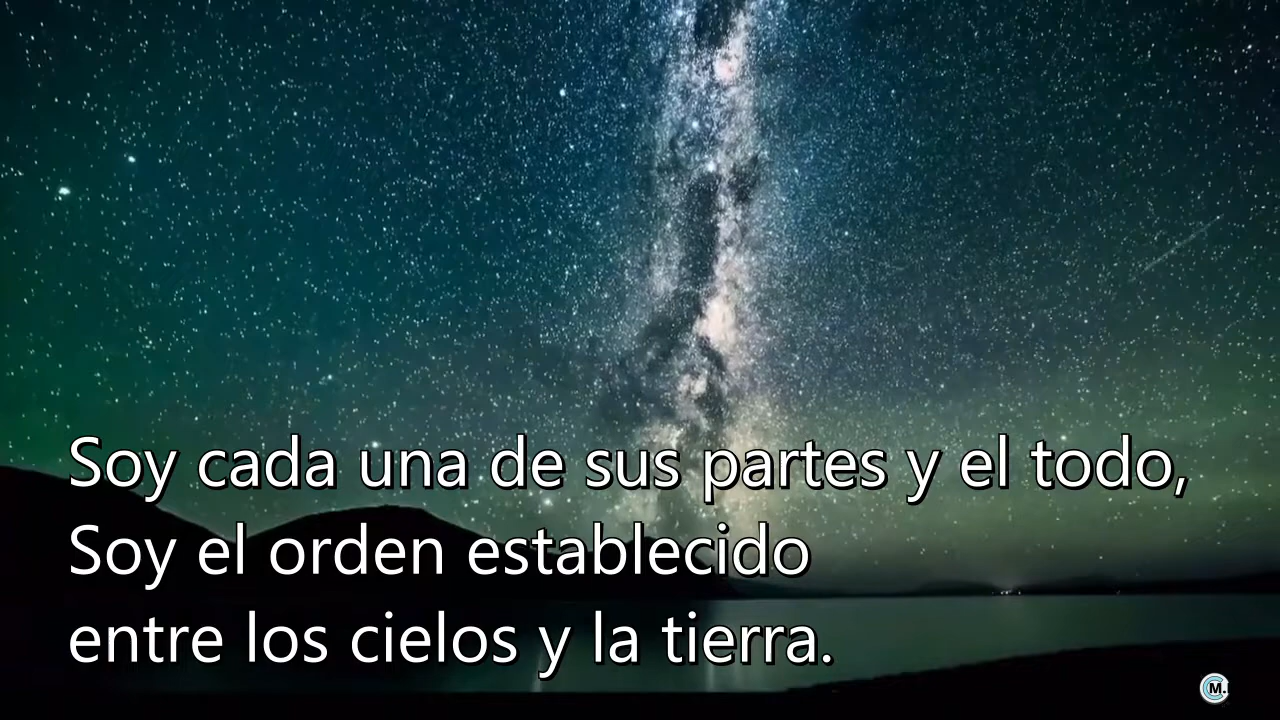 Soy cada una de sus partes y el todo,
Soy el orden establecido
entre los cielos y la tierra.
M.